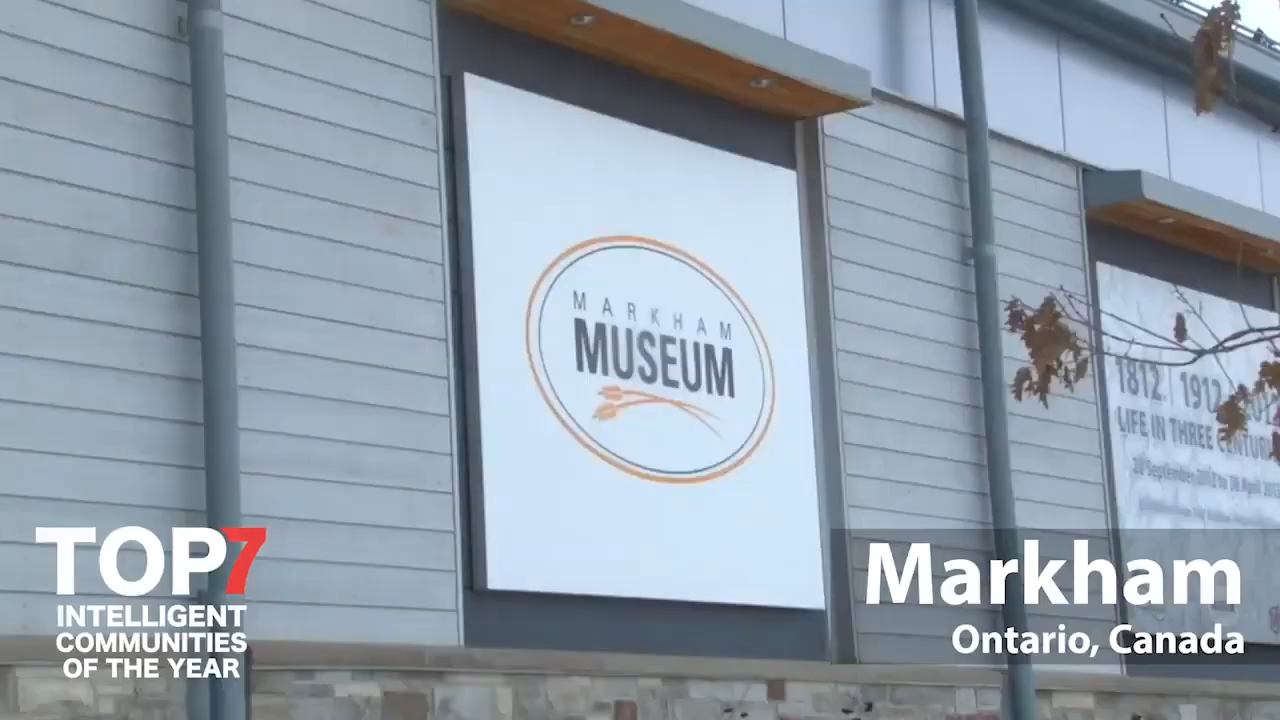 MARKHAM
MUSEUM
1812 | 1912
LIFE IN THREE
TOP7
INTELLIGENT
COMMUNITIES
OF THE YEAR
Markham
Ontario, Canada